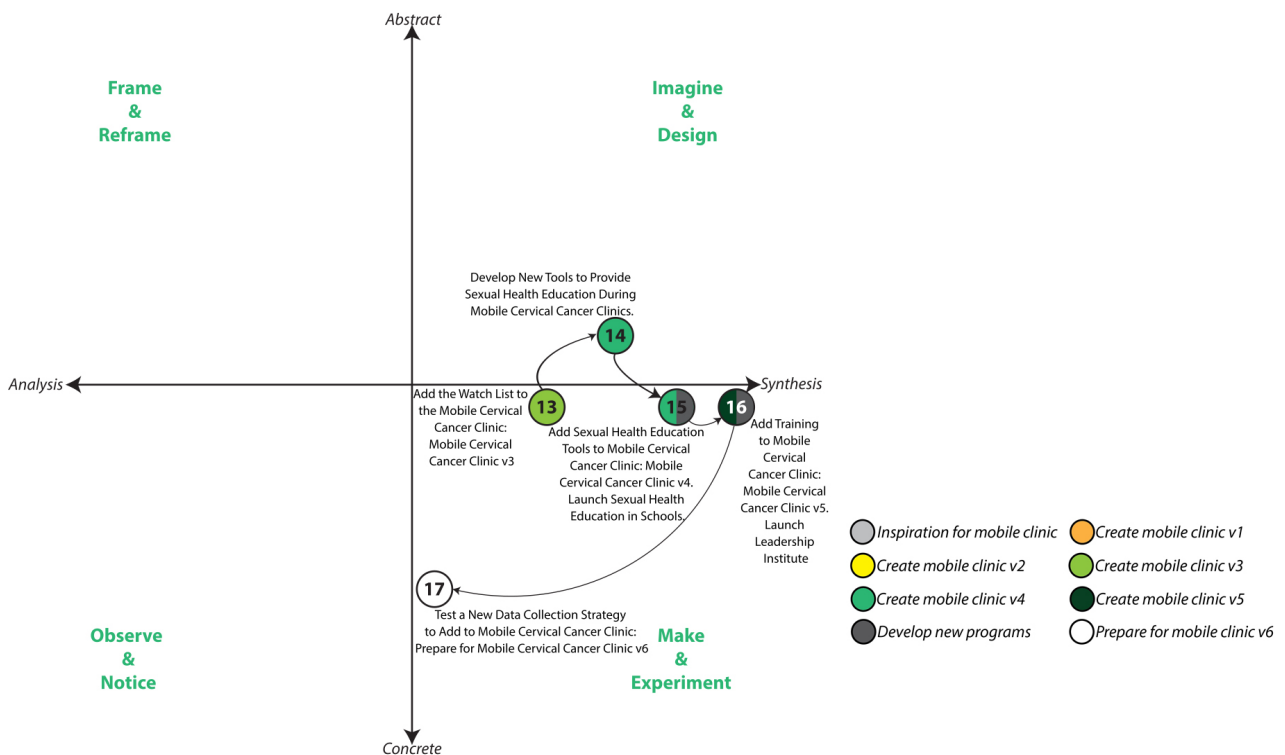 Abstract
Frame
&
Reframe
Imagine
&
Design
Develop New Tools to Provide
Sexual Health Education During
Mobile Cervical Cancer Clinics.
14
Analysis
Synthesis
Add the Watch List to
the Mobile Cervical
Cancer Clinic:
Mobile Cervical
Cancer Clinic v3
13
15
16
Add Sexual Health Education
Tools to Mobile Cervical
Cancer Clinic: Mobile
Cervical Cancer Clinic v4.
Launch Sexual Health
Education in Schools.
Add Training
to Mobile
Cervical
Cancer Clinic:
Mobile Cervical
Cancer Clinic v5.
Launch
Leadership
Institute
17
Test a New Data Collection Strategy
to Add to Mobile Cervical Cancer Clinic:
Prepare for Mobile Cervical Cancer Clinic v6
Observe
&
Notice
Make
&
Experiment
Concrete
Inspiration for mobile clinic
Create mobile clinic v1
Create mobile clinic v2
Create mobile clinic v3
Create mobile clinic v4
Create mobile clinic v5
Develop new programs
Prepare for mobile clinic v6